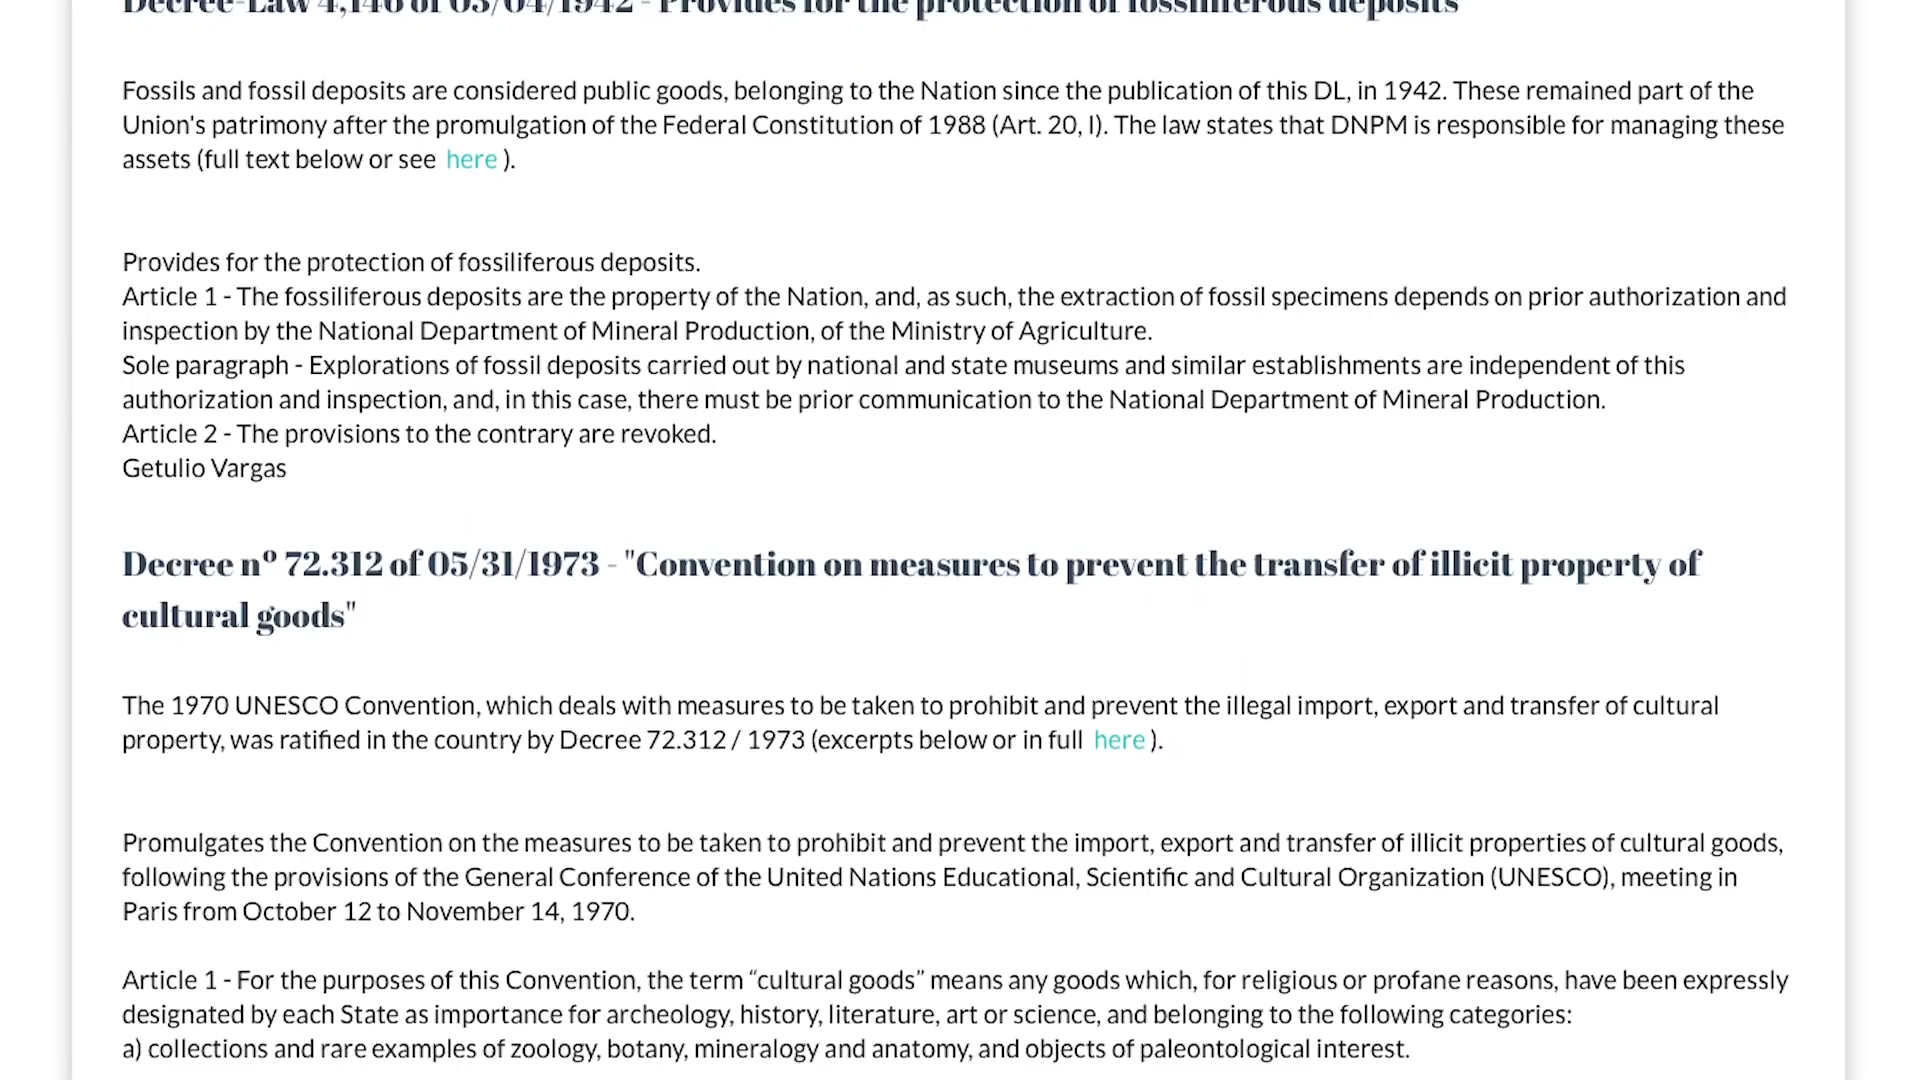 Decree-Law 4,146 of 03/04/1942 - Provides for the protection of fossiliferous deposits
Fossils and fossil deposits are considered public goods, belonging to the Nation since the publication of this DL, in 1942. These remained part of the
Union's patrimony after the promulgation of the Federal Constitution of 1988 (Art. 20, I). The law states that DNPM is responsible for managing these
assets (full text below or see here ).
Provides for the protection of fossiliferous deposits.
Article 1 - The fossiliferous deposits are the property of the Nation, and, as such, the extraction of fossil specimens depends on prior authorization and
inspection by the National Department of Mineral Production, of the Ministry of Agriculture.
Sole paragraph - Explorations of fossil deposits carried out by national and state museums and similar establishments are independent of this
authorization and inspection, and, in this case, there must be prior communication to the National Department of Mineral Production.
Article 2 - The provisions to the contrary are revoked.
Getulio Vargas
Decree nº 72.312 of 05/31/1973 - "Convention on measures to prevent the transfer of illicit property of
cultural goods"
The 1970 UNESCO Convention, which deals with measures to be taken to prohibit and prevent the illegal import, export and transfer of cultural
property, was ratified in the country by Decree 72.312 / 1973 (excerpts below or in full here ).
Promulgates the Convention on the measures to be taken to prohibit and prevent the import, export and transfer of illicit properties of cultural goods,
following the provisions of the General Conference of the United Nations Educational, Scientific and Cultural Organization (UNESCO), meeting in
Paris from October 12 to November 14, 1970.
Article 1 - For the purposes of this Convention, the term “cultural goods” means any goods which, for religious or profane reasons, have been expressly
designated by each State as importance for archeology, history, literature, art or science, and belonging to the following categories:
a) collections and rare examples of zoology, botany, mineralogy and anatomy, and objects of paleontological interest.